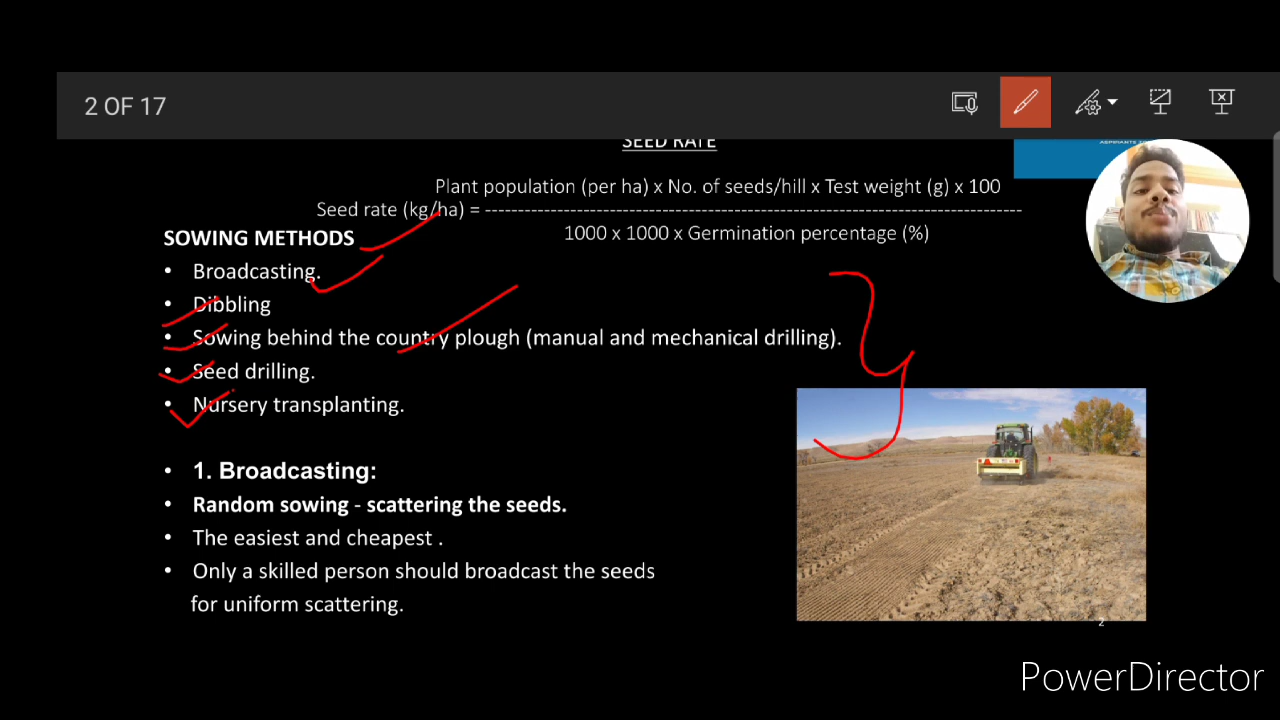 2 OF 17
SEED RATE
ASPIRANTS
Plant population (per ha) x No. of seeds/hill x Test weight (g) x 100
Seed rate (kg/ha) = ------------------------------------------------------------
1000 x 1000 x Germination percentage (%)
SOWING METHODS
• Broadcasting.
• Dibbling
• Sowing behind the country plough (manual and mechanical drilling).
• Seed drilling.
• Nursery transplanting.
• 1. Broadcasting:
• Random sowing - scattering the seeds.
• The easiest and cheapest .
• Only a skilled person should broadcast the seeds
for uniform scattering.
2
PowerDirector